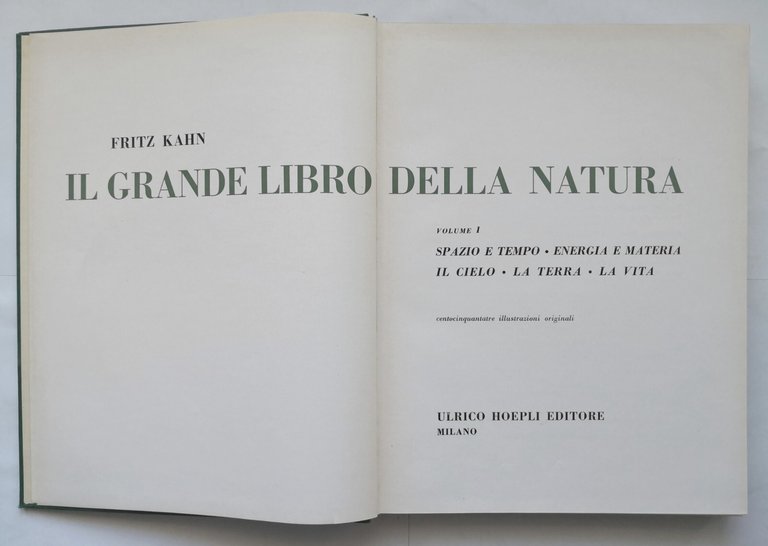 FRITZ KAHN
IL GRANDE LIBRO DELLA NATURA
VOLUME I
SPAZIO E TEMPO • ENERGIA E MATERIA
IL CIELO • LA TERRA • LA VITA
centocinquantatre illustrazioni originali
ULRICO HOEPLI EDITORE
MILANO